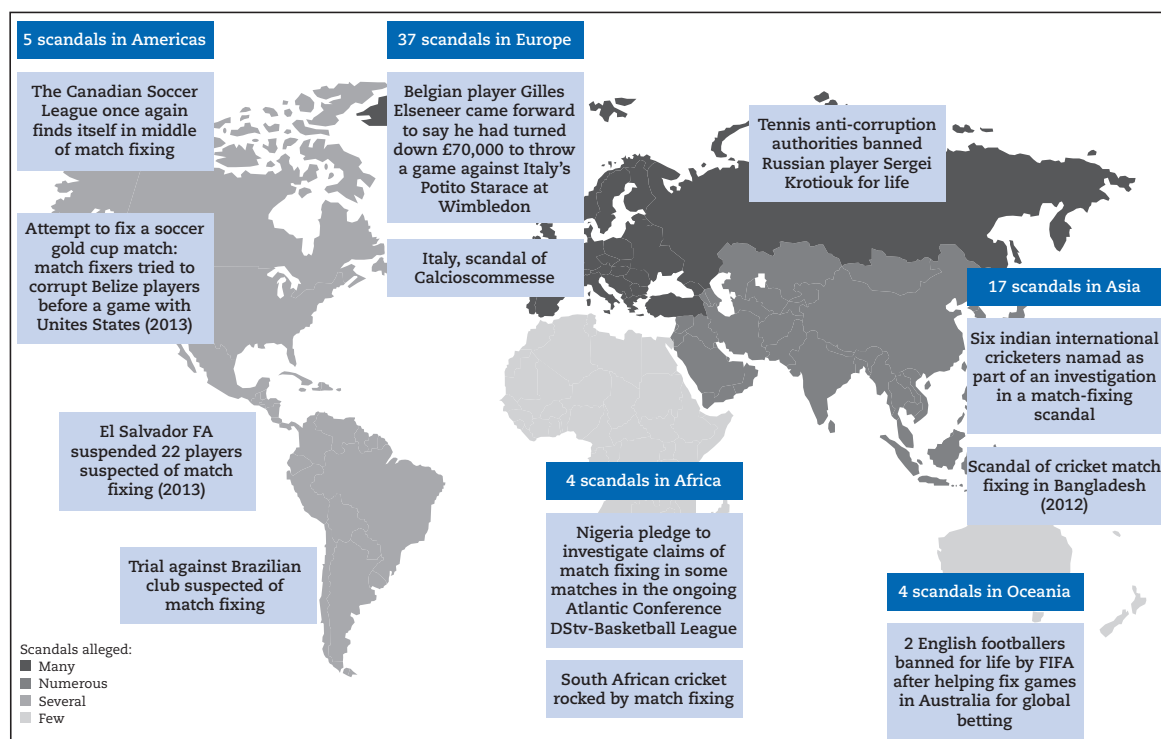 5 scandals in Americas
The Canadian Soccer
League once again
finds itself in middle
of match fixing
Attempt to fix a soccer
gold cup match:
match fixers tried to
corrupt Belize players
before a game with
Unites States (2013)
El Salvador FA
suspended 22 players
suspected of match
fixing (2013)
Trial against Brazilian
club suspected of
match fixing
37 scandals in Europe
Belgian player Gilles
Elseneer came forward
to say he had turned
down £70,000 to throw
a game against Italy's
Potito Starace at
Wimbledon
Italy, scandal of
Calcioscommesse
Tennis anti-corruption
authorities banned
Russian player Sergei
Krotiouk for life
17 scandals in Asia
Six indian international
cricketers namad as
part of an investigation
in a match-fixing
scandal
Scandal of cricket match
fixing in Bangladesh
(2012)
4 scandals in Africa
Nigeria pledge to
investigate claims of
match fixing in some
matches in the ongoing
Atlantic Conference
DStv-Basketball League
South African cricket
rocked by match fixing
4 scandals in Oceania
2 English footballers
banned for life by FIFA
after helping fix games
in Australia for global
betting
Scandals alleged:
Many
Numerous
Several
Few